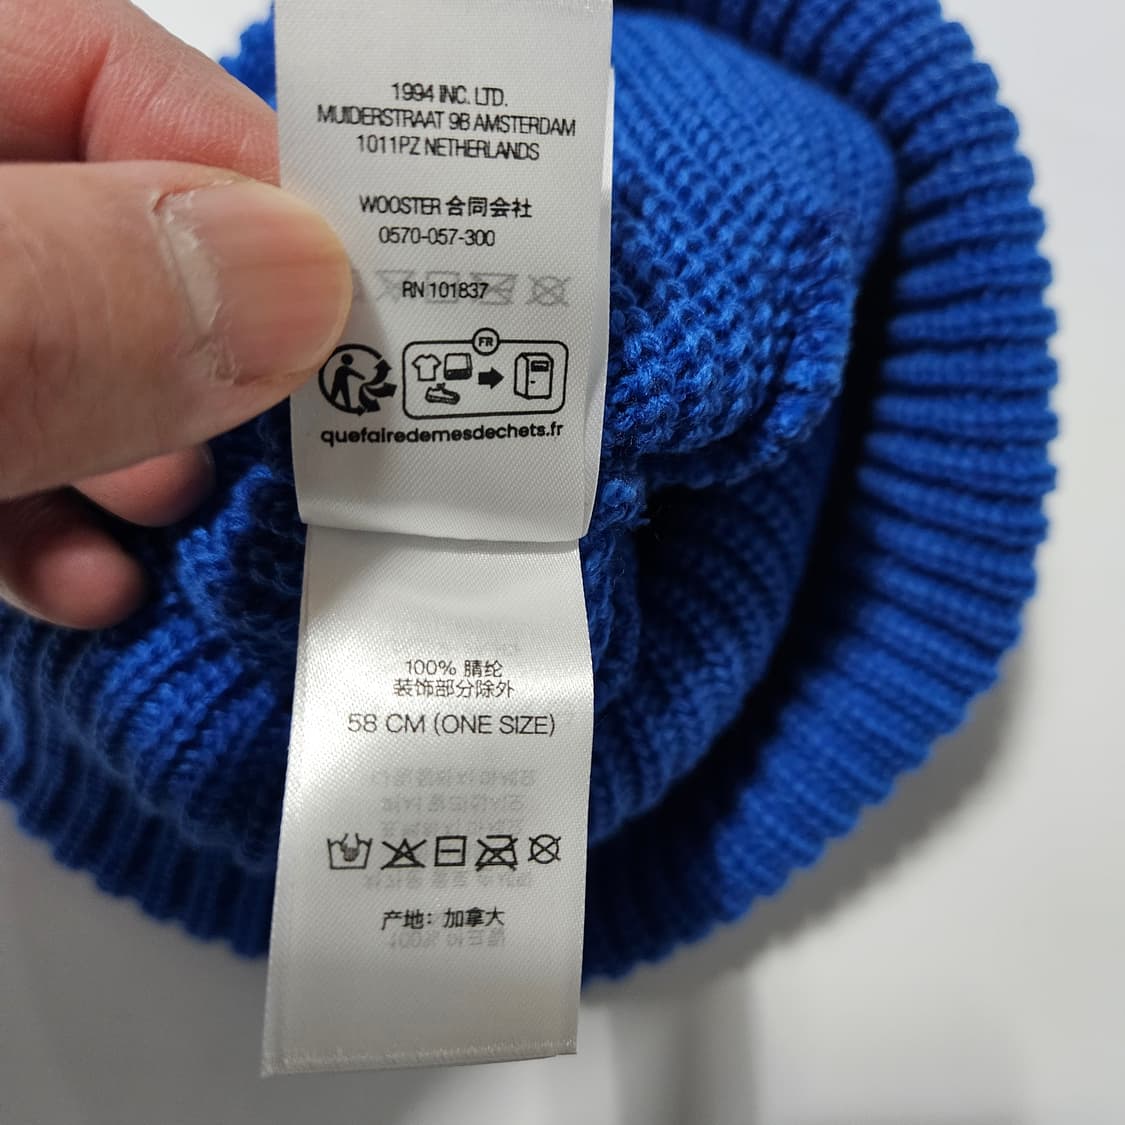 1994 INC. LTD.
MUIDERSTRAAT 9B AMSTERDAM
1011PZ NETHERLANDS
WOOSTER 合同会社
0570-057-300
RN 101837
FR
quefairedemesdechets.fr
100% 腈纶
装饰部分除外
58 CM (ONE SIZE)
产地：加拿大